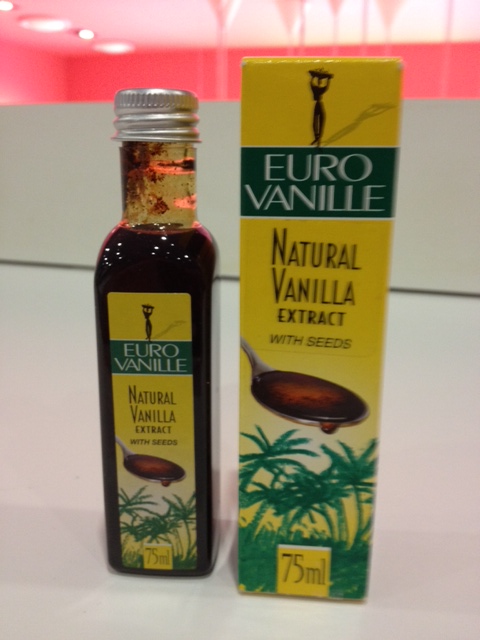 EURO
VANILLE
NATURAL
VANILLA
EXTRACT
WITH SEEDS
75ml
EURO
VANILLE
NATURAL
VANILLA
EXTRACT
WITH SEEDS
75ml